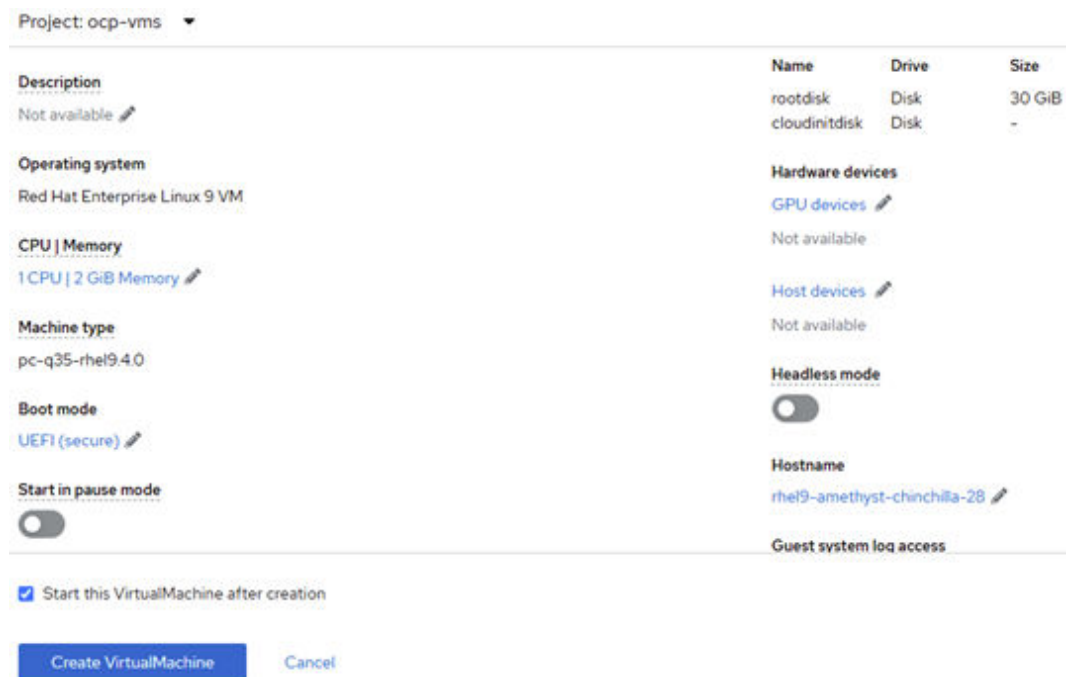 Project: ocp-vms
Description
Not available
Operating system
Red Hat Enterprise Linux 9 VM
CPU | Memory
1 CPU | 2 GiB Memory
Machine type
pc-q35-rhel9.4.0
Boot mode
UEFI (secure)
Start in pause mode
Name Drive Size
rootdisk Disk 30 GiB
cloudinitdisk Disk -
Hardware devices
GPU devices
Not available
Host devices
Not available
Headless mode
Hostname
rhel9-amethyst-chinchilla-28
Guest system log access
Start this VirtualMachine after creation
Create VirtualMachine Cancel